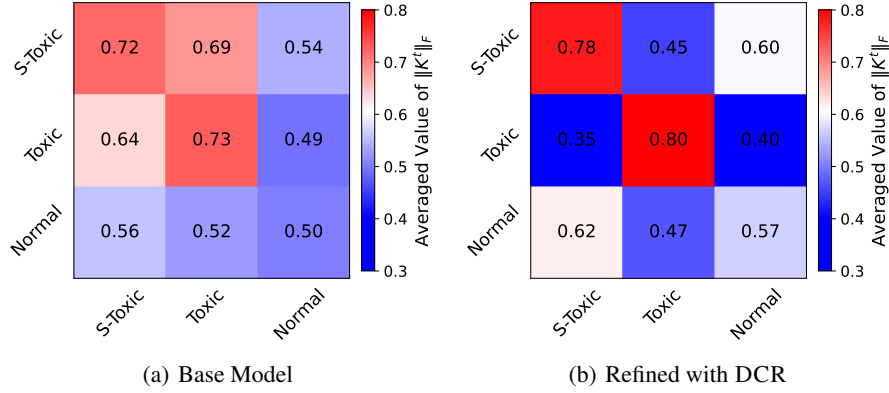 S-Toxic
Toxic
Normal
0.72 0.69 0.54
0.64 0.73 0.49
0.56 0.52 0.50
S-Toxic Toxic Normal
0.8
0.7
0.6
0.5
0.4
0.3
Averaged Value of ∥K^t∥_F
(a) Base Model
S-Toxic
Toxic
Normal
0.78 0.45 0.60
0.35 0.80 0.40
0.62 0.47 0.57
S-Toxic Toxic Normal
0.8
0.7
0.6
0.5
0.4
0.3
Averaged Value of ∥K^t∥_F
(b) Refined with DCR